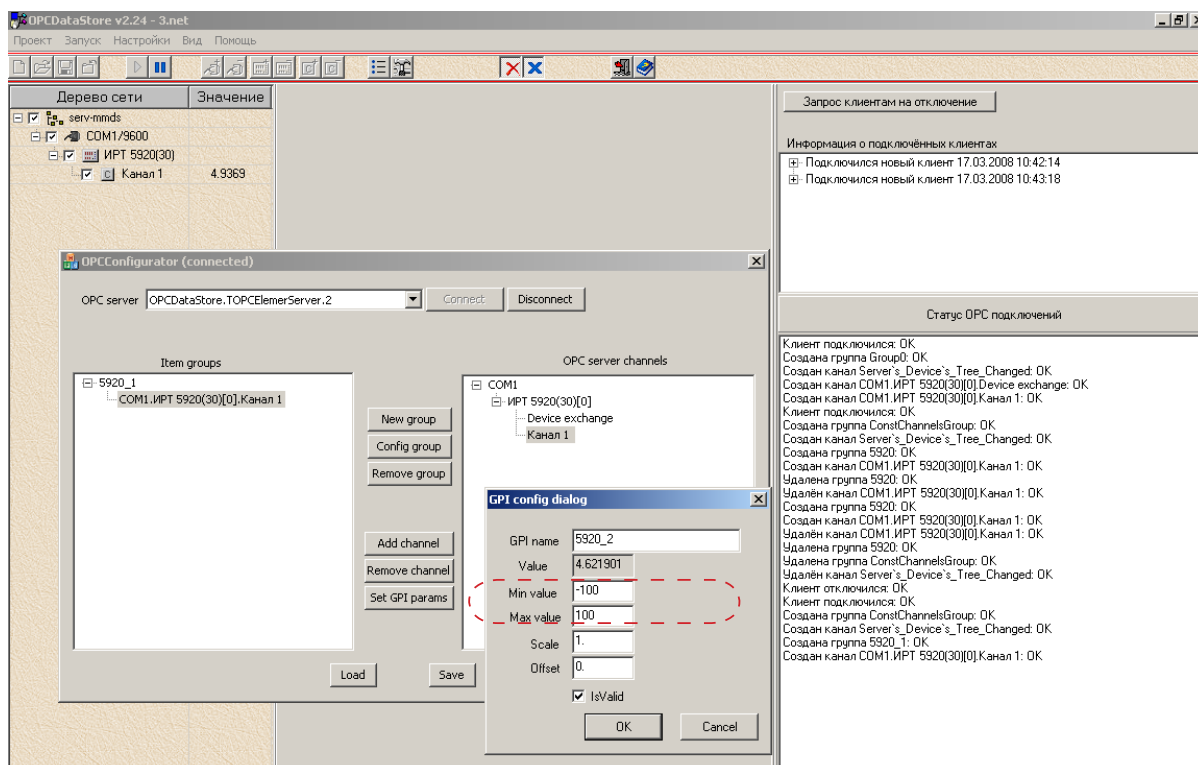 OPCDataStore v2.24 - 3.net
Проект Запуск Настройки Вид Помощь
Дерево сети Значение
serv-mmds
COM1/9600
ИРТ 5920(30)
Канал 1 4.9369
Запрос клиентам на отключение
Информация о подключённых клиентах
Подключился новый клиент 17.03.2008 10:42:14
Подключился новый клиент 17.03.2008 10:43:18
Статус OPC подключений
Клиент подключился: OK
Создана группа Group0: OK
Создан канал Server`s_Device`s_Tree_Changed: OK
Создан канал COM1.ИРТ 5920(30)[0].Device exchange: OK
Создан канал COM1.ИРТ 5920(30)[0].Канал 1: OK
Клиент подключился: OK
Создана группа ConstChannelsGroup: OK
Создан канал Server`s_Device`s_Tree_Changed: OK
Создана группа 5920: OK
Создан канал COM1.ИРТ 5920(30)[0].Канал 1: OK
Удалена группа 5920: OK
Удалён канал COM1.ИРТ 5920(30)[0].Канал 1: OK
Создана группа 5920: OK
Создан канал COM1.ИРТ 5920(30)[0].Канал 1: OK
Удалён канал COM1.ИРТ 5920(30)[0].Канал 1: OK
Удалена группа 5920: OK
Удалена группа ConstChannelsGroup: OK
Удалён канал Server`s_Device`s_Tree_Changed: OK
Клиент отключился: OK
Клиент подключился: OK
Создана группа ConstChannelsGroup: OK
Создан канал Server`s_Device`s_Tree_Changed: OK
Создана группа 5920_1: OK
Создан канал COM1.ИРТ 5920(30)[0].Канал 1: OK
OPCConfigurator (connected)
OPC server OPCDataStore.TOPCElemerServer.2 Connect Disconnect
Item groups
5920_1
COM1.ИРТ 5920(30)[0].Канал 1
New group
Config group
Remove group
Add channel
Remove channel
Set GPI params
OPC server channels
COM1
ИРТ 5920(30)[0]
Device exchange
Канал 1
Load Save
GPI config dialog
GPI name 5920_2
Value 4.621901
Min value -100
Max value 100
Scale 1.
Offset 0.
IsValid
OK Cancel